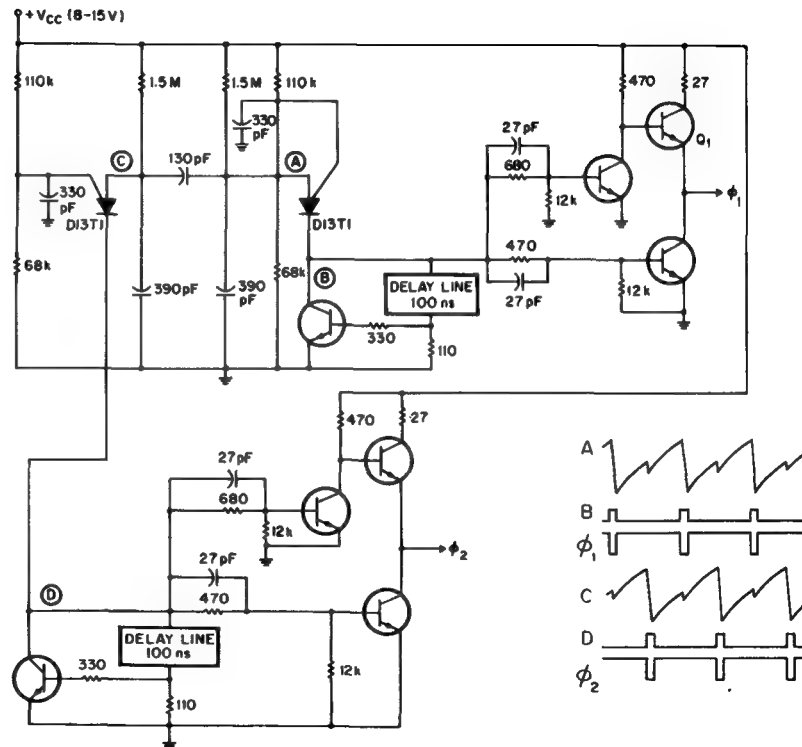 +VCC (8-15V)
110k
1.5M
1.5M
110k
330
pF
C
130pF
A
330
pF
D13T1
D13T1
68k
390pF
390
pF
68k
B
DELAY LINE
100 ns
330
110
27pF
680
12k
470
27pF
12k
470
27
Q1
ϕ1
470
27
27pF
680
12k
27pF
470
ϕ2
D
DELAY LINE
100ns
330
110
12k
A
B
ϕ1
C
D
ϕ2